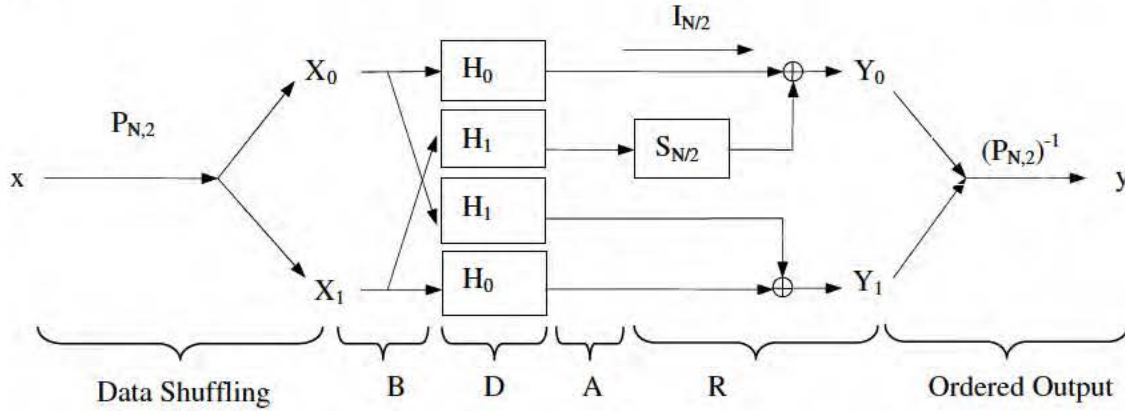 I_{N/2}
X_0
H_0
Y_0
P_{N,2}
H_1
S_{N/2}
(P_{N,2})^{-1}
x
y
H_1
X_1
H_0
Y_1
Data Shuffling
B
D
A
R
Ordered Output